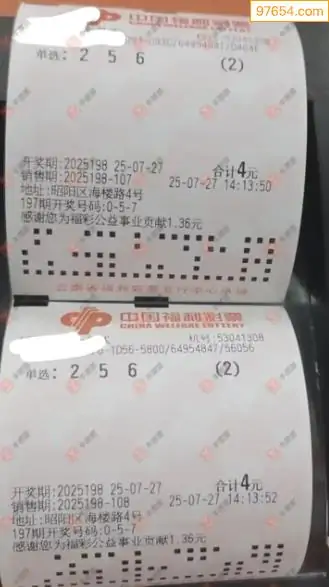 97654.com
中国福利彩票
CHINA WELFARE LOTTERY
单选: 2 5 6 (2)
开奖期:2025198 25-07-27 合计4元
销售期:2025198-107 25-07-27 14:13:50
地址:昭阳区海楼路4号
197期开奖号码:0-5-7
感谢您为福彩公益事业贡献1.36元
中国福利彩票
CHINA WELFARE LOTTERY
机号:53041308
-1D56-5800/64954847/56056
单选: 2 5 6 (2)
开奖期:2025198 25-07-27 合计4元
销售期:2025198-108 25-07-27 14:13:52
地址:昭阳区海楼路4号
197期开奖号码:0-5-7
感谢您为福彩公益事业贡献1.36元